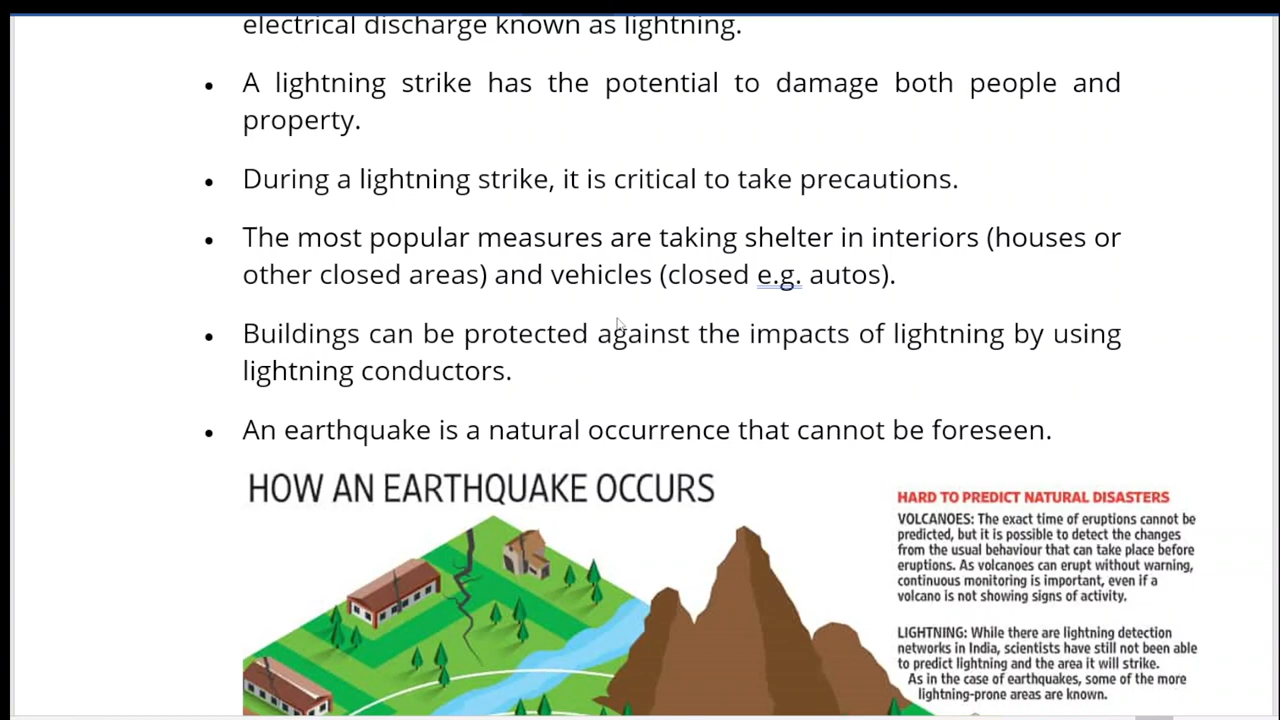 electrical discharge known as lightning.
• A lightning strike has the potential to damage both people and
property.
• During a lightning strike, it is critical to take precautions.
• The most popular measures are taking shelter in interiors (houses or
other closed areas) and vehicles (closed e.g. autos).
• Buildings can be protected against the impacts of lightning by using
lightning conductors.
• An earthquake is a natural occurrence that cannot be foreseen.
HOW AN EARTHQUAKE OCCURS
HARD TO PREDICT NATURAL DISASTERS
VOLCANOES: The exact time of eruptions cannot be
predicted, but it is possible to detect the changes
from the usual behaviour that can take place before
eruptions. As volcanoes can erupt without warning,
continuous monitoring is important, even if a
volcano is not showing signs of activity.
LIGHTNING: While there are lightning detection
networks in India, scientists have still not been able
to predict lightning and the area it will strike.
As in the case of earthquakes, some of the more
lightning-prone areas are known.